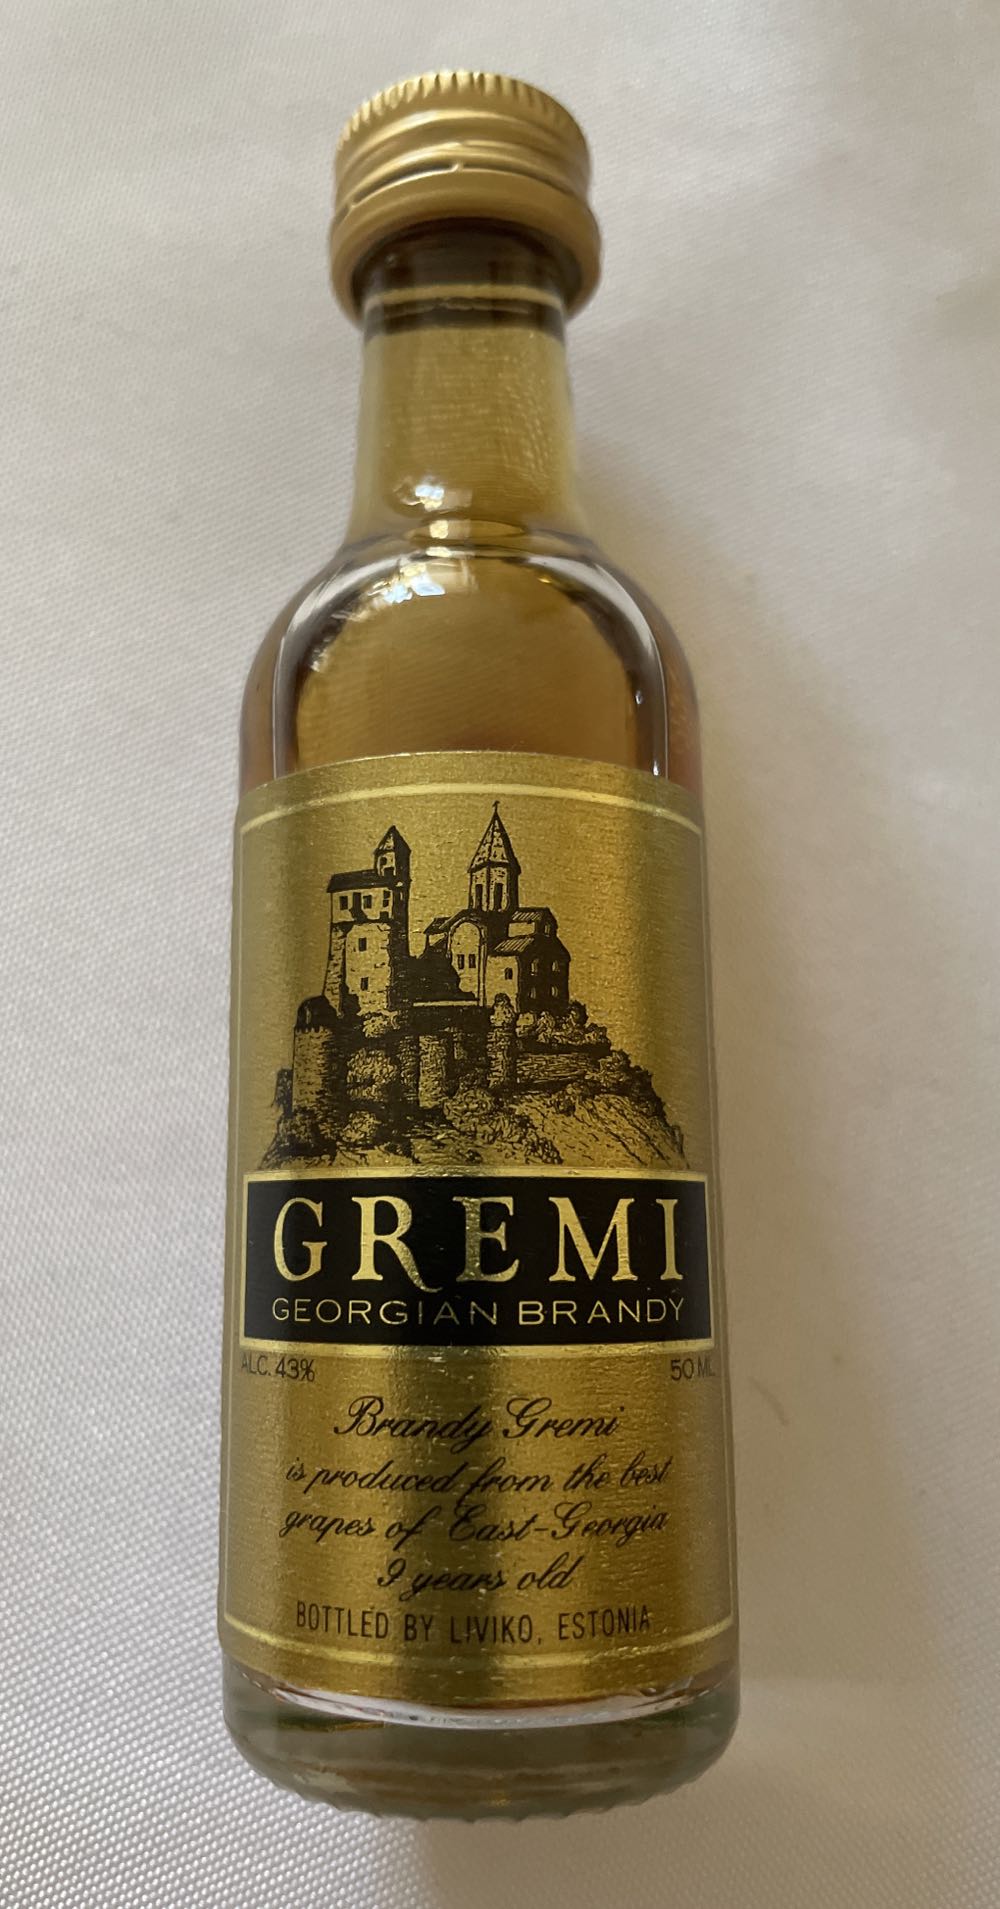 GREMI
GEORGIAN BRANDY
ALC. 43% 50 ML
Brandy Gremi
is produced from the best
grapes of East-Georgia
9 years old
BOTTLED BY LIVIKO, ESTONIA